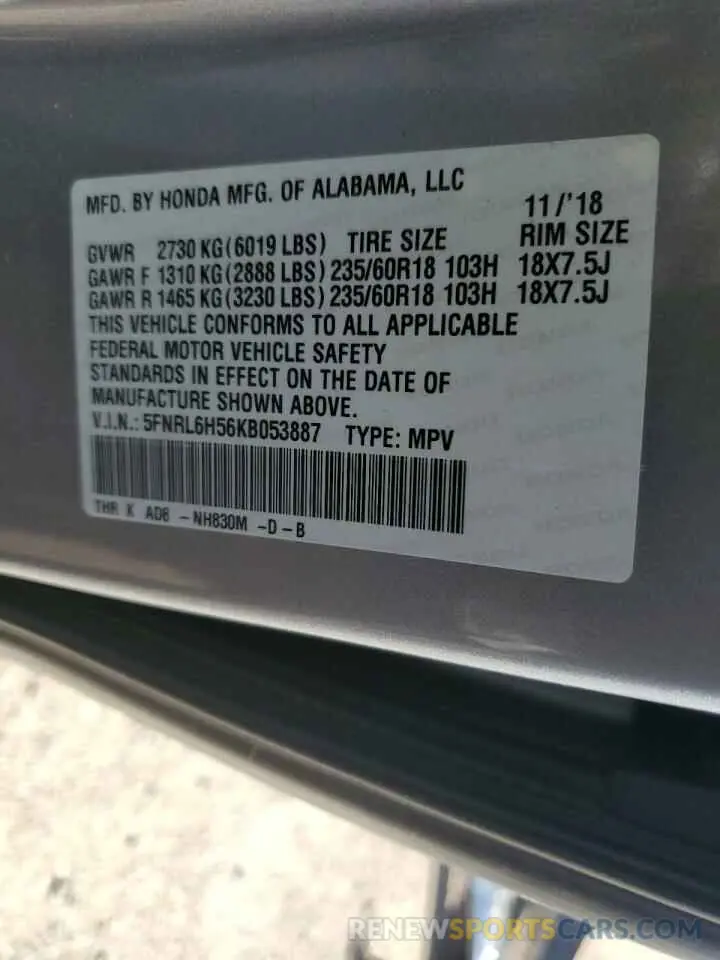 MFD. BY HONDA MFG. OF ALABAMA, LLC
11/'18
GVWR 2730 KG(6019 LBS) TIRE SIZE RIM SIZE
GAWR F 1310 KG(2888 LBS) 235/60R18 103H 18X7.5J
GAWR R 1465 KG(3230 LBS) 235/60R18 103H 18X7.5J
THIS VEHICLE CONFORMS TO ALL APPLICABLE
FEDERAL MOTOR VEHICLE SAFETY
STANDARDS IN EFFECT ON THE DATE OF
MANUFACTURE SHOWN ABOVE.
V.I.N.: 5FNRL6H56KB053887 TYPE: MPV
THR K AD8 -NH830M -D-B
RENEWSPORTSCARS.COM